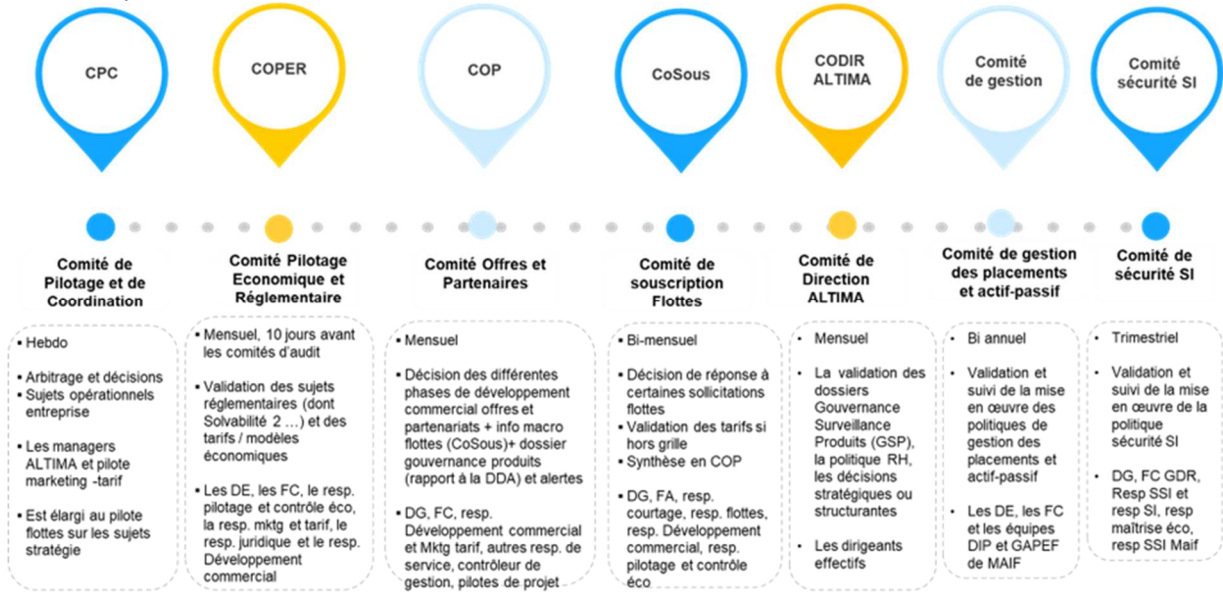 CPC
COPER
COP
CoSous
CODIR
ALTIMA
Comité
de gestion
Comité
sécurité SI
Comité de
Pilotage et de
Coordination
▪ Hebdo
▪ Arbitrage et décisions
▪ Sujets opérationnels
entreprise
▪ Les managers
ALTIMA et pilote
marketing -tarif
▪ Est élargi au pilote
flottes sur les sujets
stratégie
Comité Pilotage
Economique et
Réglementaire
▪ Mensuel, 10 jours avant
les comités d'audit
▪ Validation des sujets
réglementaires (dont
Solvabilité 2 ...) et des
tarifs / modèles
économiques
▪ Les DE, les FC, le resp.
pilotage et contrôle éco,
la resp. mktg et tarif, le
resp. juridique et le resp.
Développement
commercial
Comité Offres et
Partenaires
▪ Mensuel
▪ Décision des différentes
phases de développement
commercial offres et
partenariats + info macro
flottes (CoSous)+ dossier
gouvernance produits
(rapport à la DDA) et alertes
▪ DG, FC, resp.
Développement commercial
et Mktg tarif, autres resp. de
service, contrôleur de
gestion, pilotes de projet
Comité de
souscription
Flottes
▪ Bi-mensuel
▪ Décision de réponse à
certaines sollicitations
flottes
▪ Validation des tarifs si
hors grille
▪ Synthèse en COP
▪ DG, FA, resp.
courtage, resp. flottes,
resp. Développement
commercial, resp.
pilotage et contrôle
éco
Comité de
Direction
ALTIMA
• Mensuel
• La validation des
dossiers
Gouvernance
Surveillance
Produits (GSP),
la politique RH,
les décisions
stratégiques ou
structurantes
• Les dirigeants
effectifs
Comité de gestion
des placements
et actif-passif
• Bi annuel
• Validation et
suivi de la mise
en œuvre des
politiques de
gestion des
placements et
actif-passif
• Les DE, les FC
et les équipes
DIP et GAPEF
de MAIF
Comité de
sécurité SI
• Trimestriel
• Validation et
suivi de la mise
en œuvre de la
politique
sécurité SI
• DG, FC GDR,
Resp SSI et
resp SI, resp
maîtrise éco,
resp SSI Maif